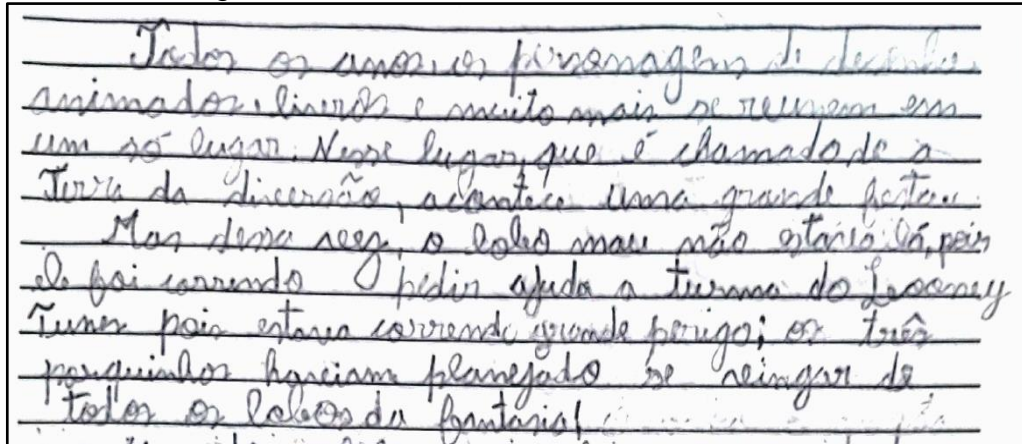 Todos os anos, os personagens de desenho
animados, livros e muito mais se reunem em
um só lugar. Nesse lugar, que é chamado de a
Terra da diversão, acontece uma grande festa.
Mas dessa vez, o lobo mau não estava lá, pois
ele foi correndo pedir ajuda a turma do Looney
Tunes pois estava correndo grande perigo; os três
porquinhos haviam planejado se vingar de
todos os lobos da fantasia!